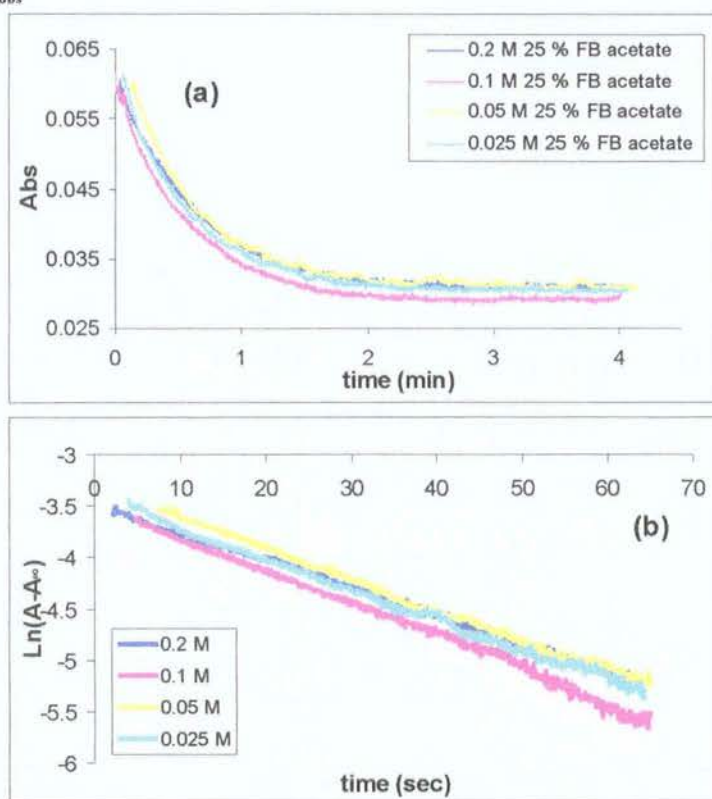 0.065
0.055
0.045
0.035
0.025
Abs
(a)
0.2 M 25 % FB acetate
0.1 M 25 % FB acetate
0.05 M 25 % FB acetate
0.025 M 25 % FB acetate
0 1 2 3 4
time (min)
-3
0 10 20 30 40 50 60 70
-3.5
-4
-4.5
-5
-5.5
-6
Ln(A-A∞)
(b)
0.2 M
0.1 M
0.05 M
0.025 M
time (sec)